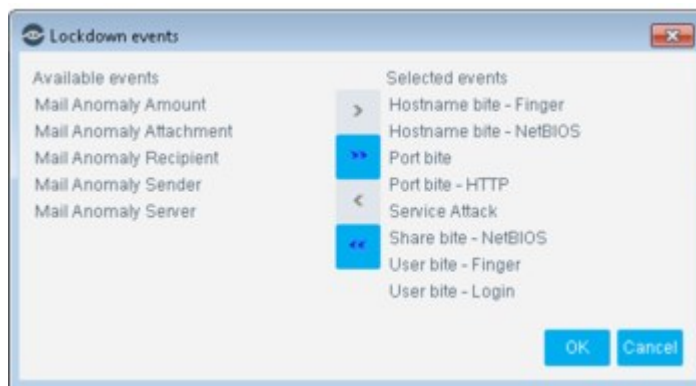 Lockdown events
Available events
Mail Anomaly Amount
Mail Anomaly Attachment
Mail Anomaly Recipient
Mail Anomaly Sender
Mail Anomaly Server
>
>>
<
<<
Selected events
Hostname bite - Finger
Hostname bite - NetBIOS
Port bite
Port bite - HTTP
Service Attack
Share bite - NetBIOS
User bite - Finger
User bite - Login
OK
Cancel